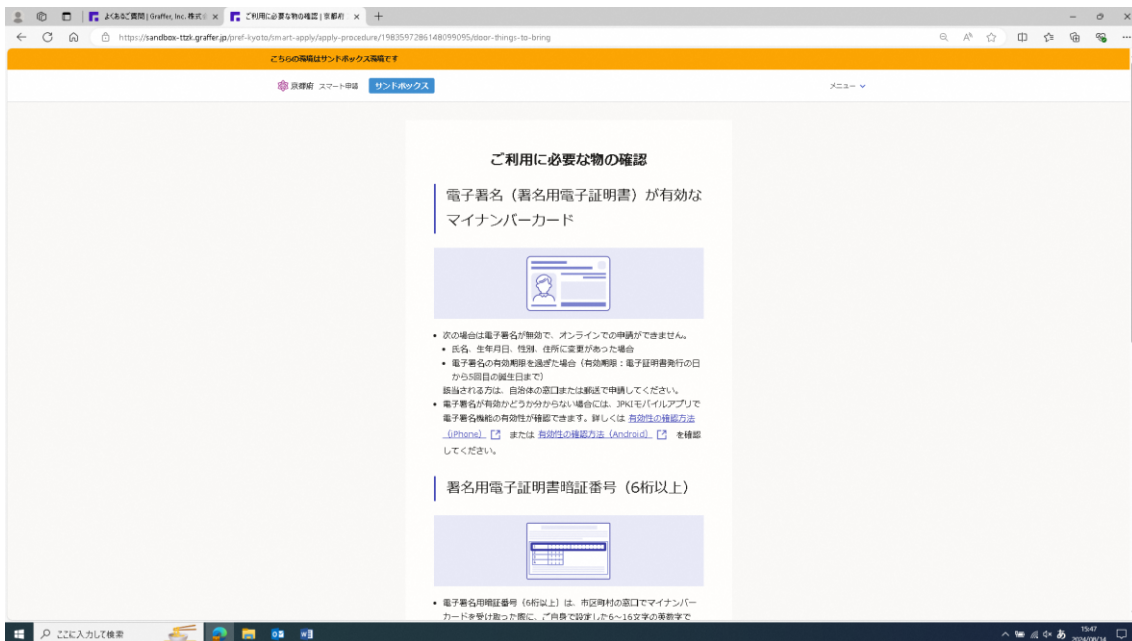 よくあるご質問 | Graffer, Inc. 株式
ご利用に必要な物の確認 | 京都府
https://sandbox-ttzk.graffer.jp/pref-kyoto/smart-apply/apply-procedure/1983597286148099095/door-things-to-bring
こちらの環境はサンドボックス環境です
京都府 スマート申請 サンドボックス
メニュー
ご利用に必要な物の確認
電子署名（署名用電子証明書）が有効な
マイナンバーカード
• 次の場合は電子署名が無効で、オンラインでの申請ができません。
• 氏名、生年月日、性別、住所に変更があった場合
• 電子署名の有効期限を過ぎた場合（有効期限：電子証明書発行の日
から5回目の誕生日まで）
該当される方は、自治体の窓口または郵送で申請してください。
• 電子署名が有効かどうか分からない場合には、JPKIモバイルアプリで
電子署名機能の有効性が確認できます。詳しくは 有効性の確認方法
（iPhone） または 有効性の確認方法（Android） を確認
してください。
署名用電子証明書暗証番号（6桁以上）
• 電子署名用暗証番号（6桁以上）は、市区町村の窓口でマイナンバー
カードを受け取った際に、ご自身で設定した6～16文字の英数字で
ここに入力して検索
あ
15:47
2024/08/14